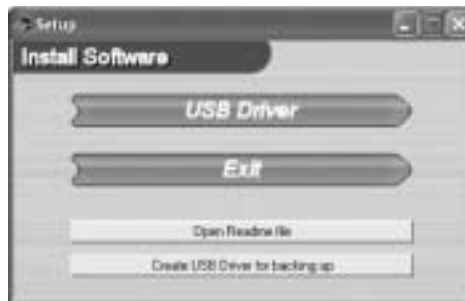 Setup
Install Software
USB Driver
Exit
Open Readme file
Create USB Driver for backing up